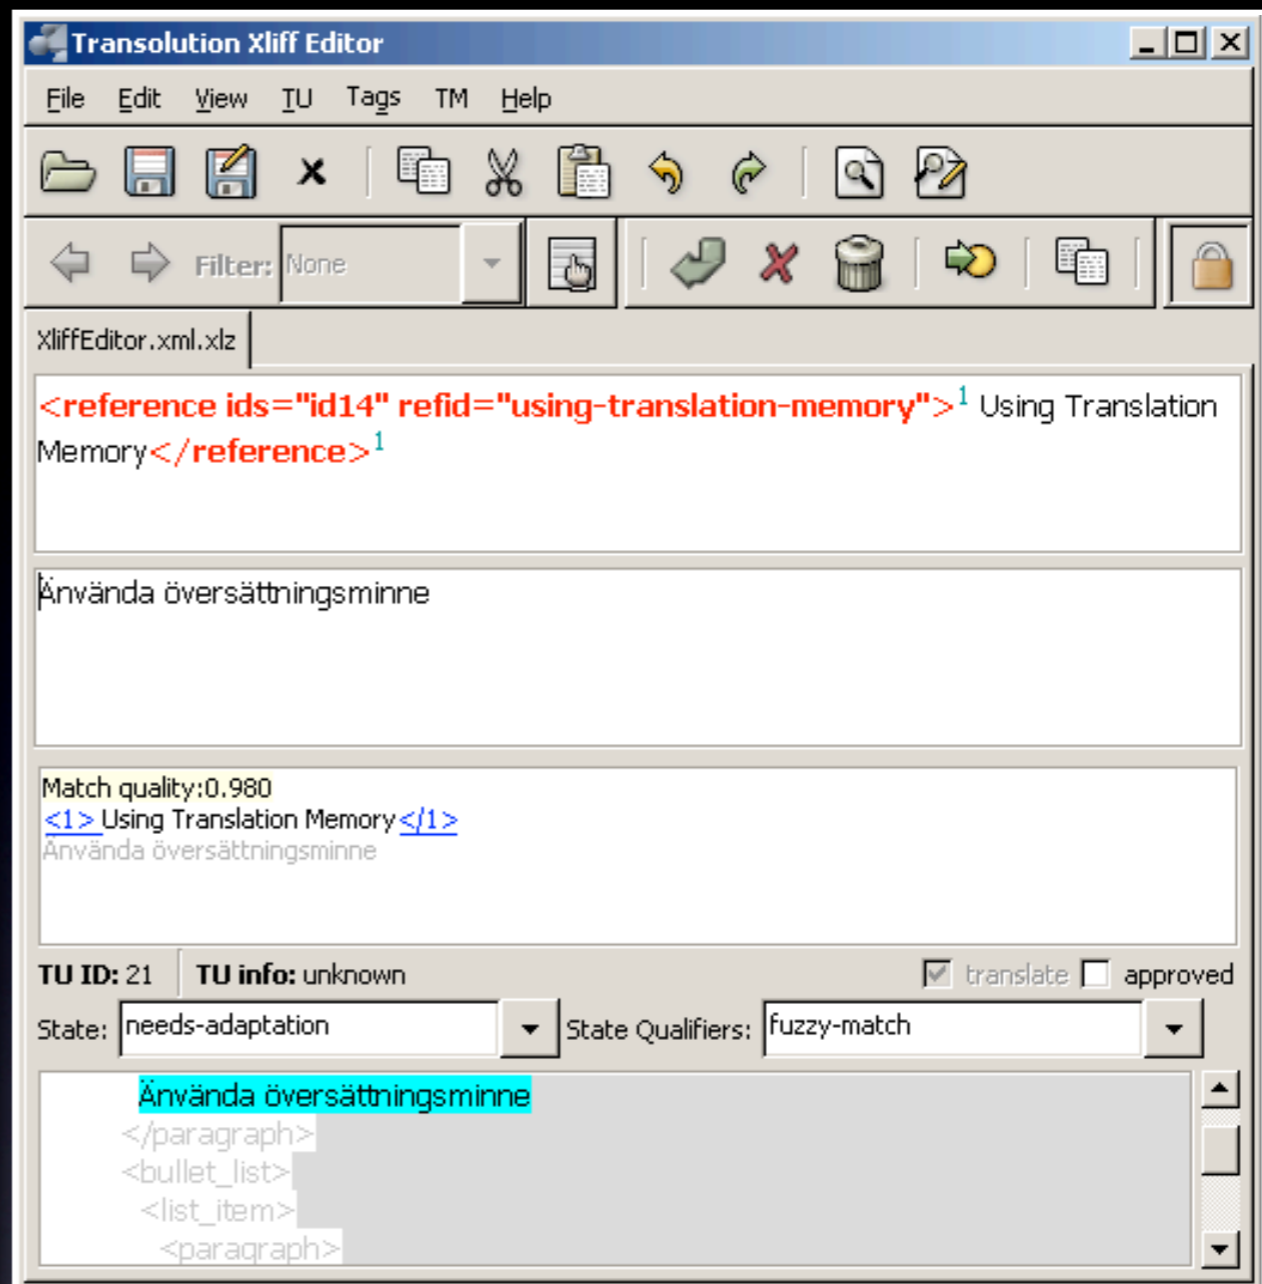 Transolution Xliff Editor
File Edit View TU Tags TM Help
Filter: None
XliffEditor.xml.xlz
<reference ids="id14" refid="using-translation-memory">1 Using Translation
Memory</reference>1
Änvända översättningsminne
Match quality:0.980
<1> Using Translation Memory </1>
Änvända översättningsminne
TU ID: 21 TU info: unknown translate approved
State: needs-adaptation State Qualifiers: fuzzy-match
Änvända översättningsminne
</paragraph>
<bullet_list>
<list_item>
<paragraph>